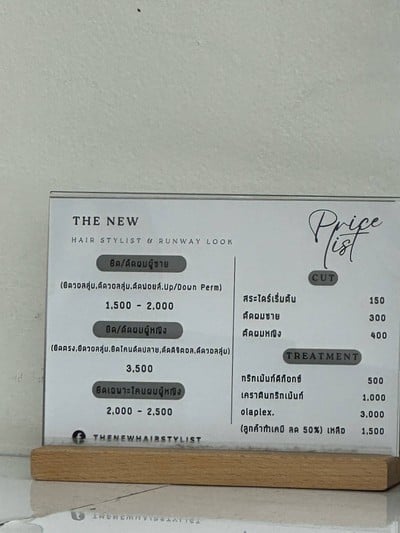 THE NEW
HAIR STYLIST & RUNWAY LOOK
Price list
ยืด/ดัดผมผู้ชาย
(ยืดวอลลุ่ม,ดัดวอลลุ่ม,ดัดบอยส์,Up/Down Perm)
1,500 - 2,000
ยืด/ดัดผมผู้หญิง
(ยืดตรง,ยืดวอลลุ่ม,ยืดโคนดัดปลาย,ดัดดิจิตอล,ดัดวอลลุ่ม)
3,500
ยืดเฉพาะโคนผมผู้หญิง
2,000 - 2,500
THENEWHAIRSTYLIST
CUT
สระไดร์เริ่มต้น 150
ตัดผมชาย 300
ตัดผมหญิง 400
TREATMENT
ทรีทเม้นท์ดีท็อกซ์ 500
เคราตินทรีทเม้นท์ 1,000
olaplex. 3,000
(ลูกค้าทำเคมี ลด 50%) เหลือ 1,500